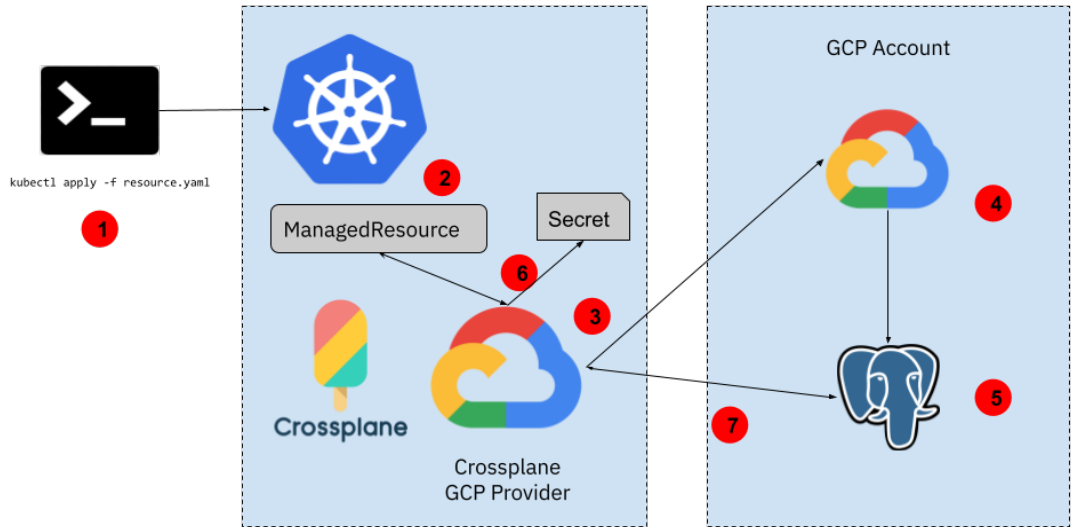 GCP Account
>_
kubectl apply -f resource.yaml
1
2
ManagedResource
Secret
6
3
4
Crossplane
5
7
Crossplane
GCP Provider